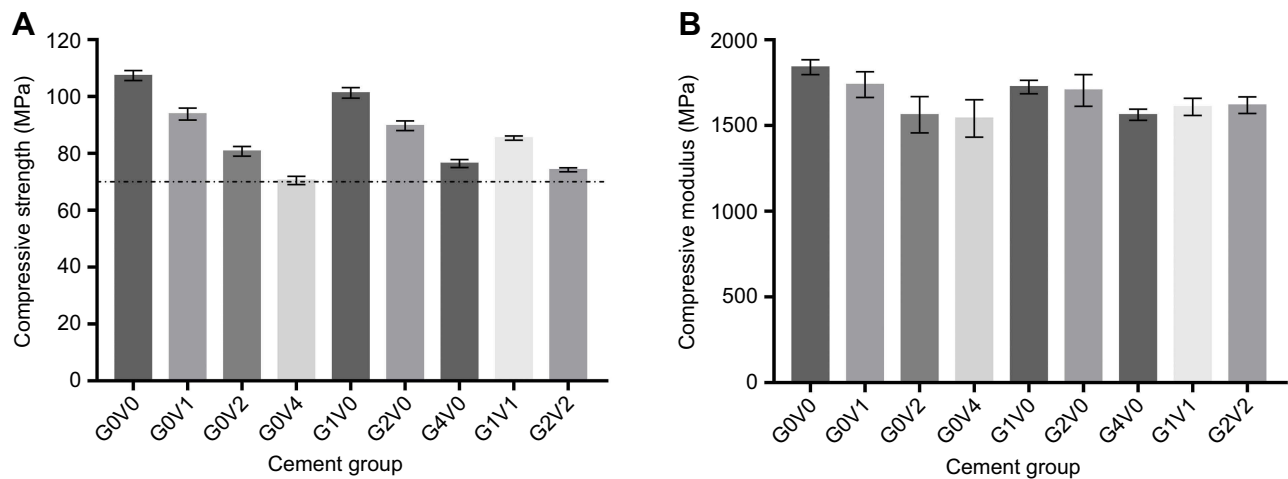 A
Compressive strength (MPa)
120
100
80
60
40
20
0
G0V0
G0V1
G0V2
G0V4
G1V0
G2V0
G4V0
G1V1
G2V2
Cement group
B
Compressive modulus (MPa)
2000
1500
1000
500
0
G0V0
G0V1
G0V2
G0V4
G1V0
G2V0
G4V0
G1V1
G2V2
Cement group